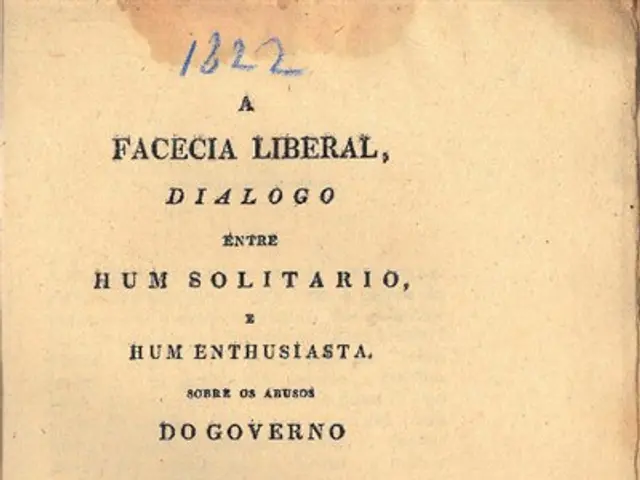 1822
A
FACECIA LIBERAL,
DIALOGO
ENTRE
HUM SOLITARIO,
E
HUM ENTHUSIASTA.
SOBRE OS ABUSOS
DO GOVERNO